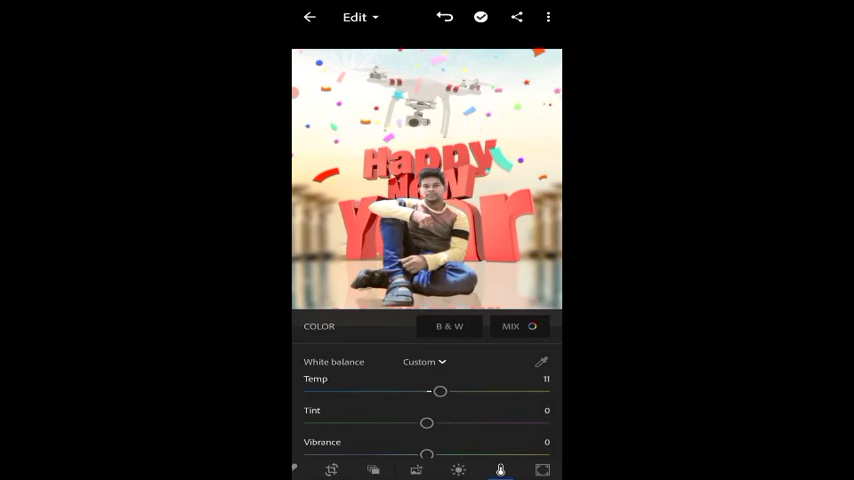 Edit
Happy
New
Year
COLOR
B & W
MIX
White balance
Custom
Temp
11
Tint
0
Vibrance
0